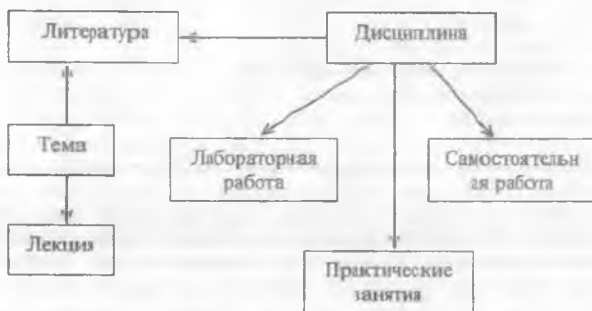 Литература
Дисциплина
Тема
Лабораторная
работа
Самостоятельн
ая работа
Лекция
Практические
занятия